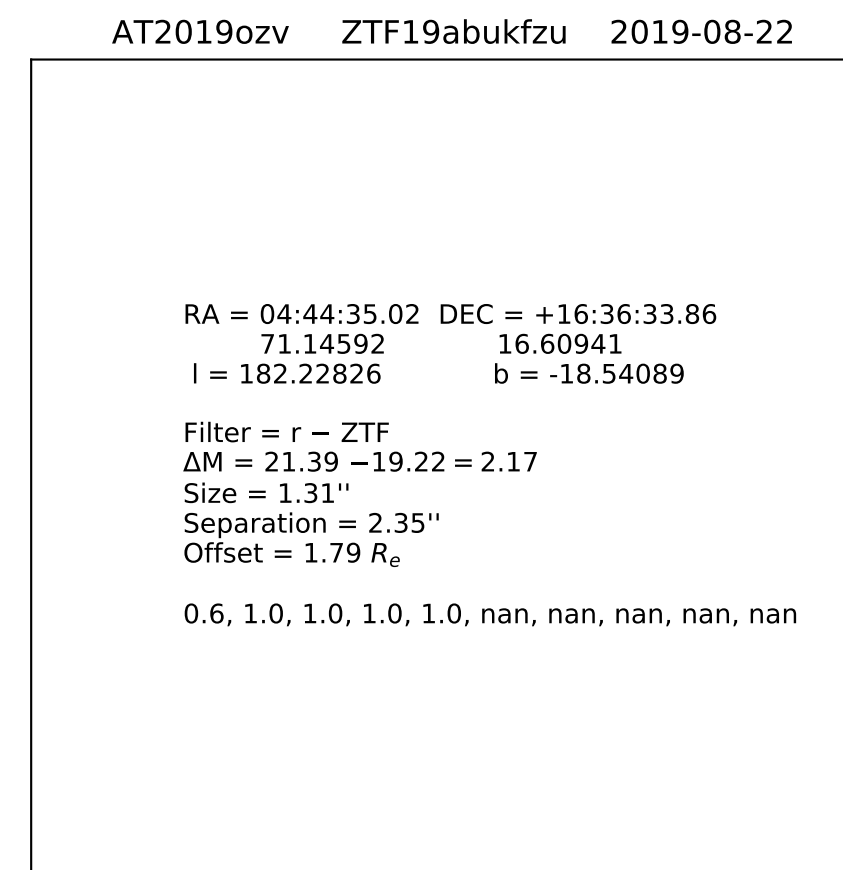 AT2019ozv ZTF19abukfzu 2019-08-22
RA = 04:44:35.02 DEC = +16:36:33.86
71.14592 16.60941
l = 182.22826 b = -18.54089
Filter = r − ZTF
ΔM = 21.39 −19.22 = 2.17
Size = 1.31''
Separation = 2.35''
Offset = 1.79 Rₑ
0.6, 1.0, 1.0, 1.0, 1.0, nan, nan, nan, nan, nan